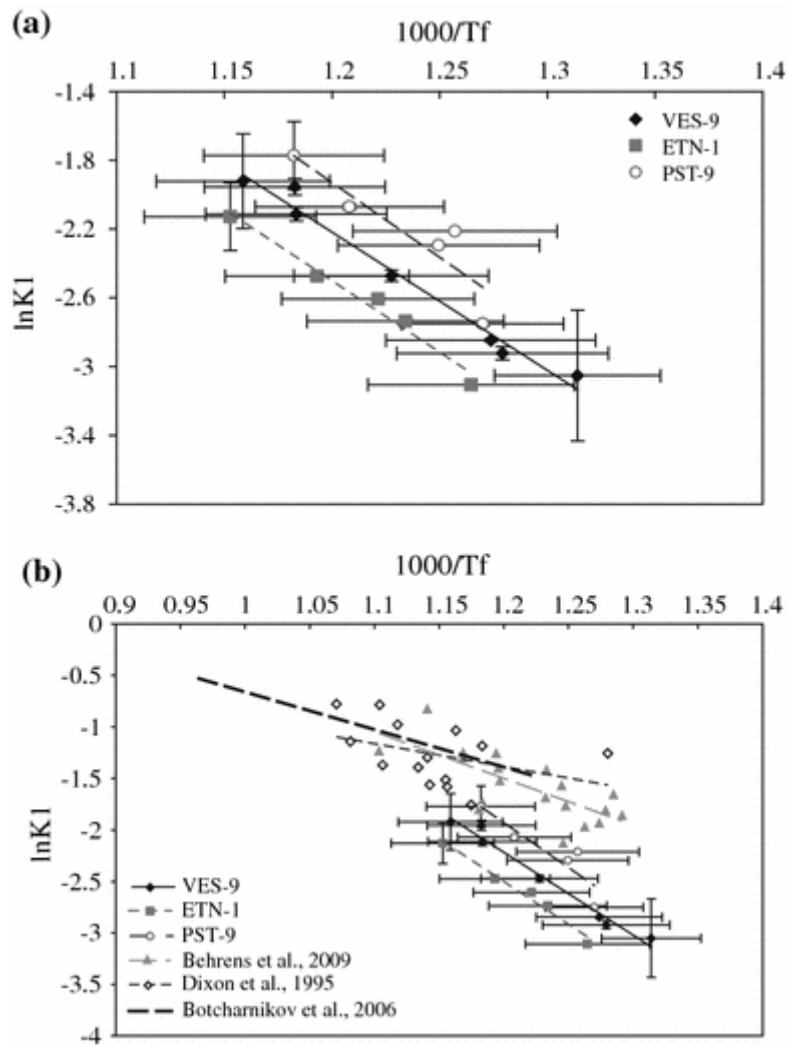 (a)
1000/Tf
1.1 1.15 1.2 1.25 1.3 1.35 1.4
-1.4
VES-9
-1.8
ETN-1
PST-9
-2.2
lnK1
-2.6
-3
-3.4
-3.8
(b)
1000/Tf
0.9 0.95 1 1.05 1.1 1.15 1.2 1.25 1.3 1.35 1.4
0
-0.5
-1
-1.5
lnK1
-2
-2.5
VES-9
ETN-1
-3
PST-9
Behrens et al., 2009
-3.5
Dixon et al., 1995
Botcharnikov et al., 2006
-4